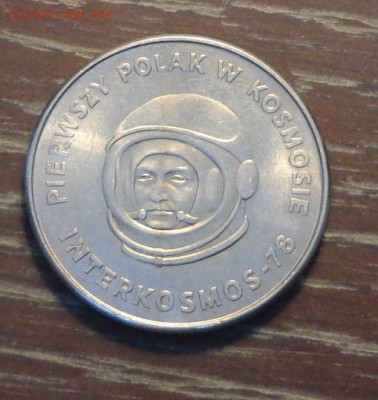 PIERWSZY POLAK W KOSMOSIE
INTERKOSMOS-78